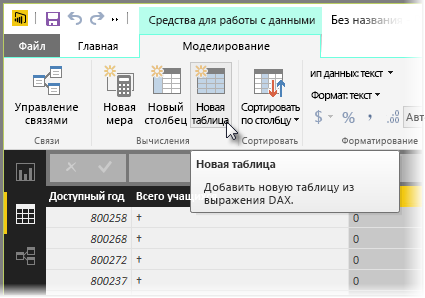 Средства для работы с данными
Без названия
Файл
Главная
Моделирование
Управление
связями
Новая
мера
Новый
столбец
Новая
таблица
Сортировать
по столбцу
ип данных: текст
Формат: текст
$ % ,
Авт
Связи
Вычисления
Сортировать
Форматирование
Новая таблица
Добавить новую таблицу из
выражения DAX.
Доступный год
Всего учащ
800258 † 0
800268 † 0
800272 † 0
800237 † 0